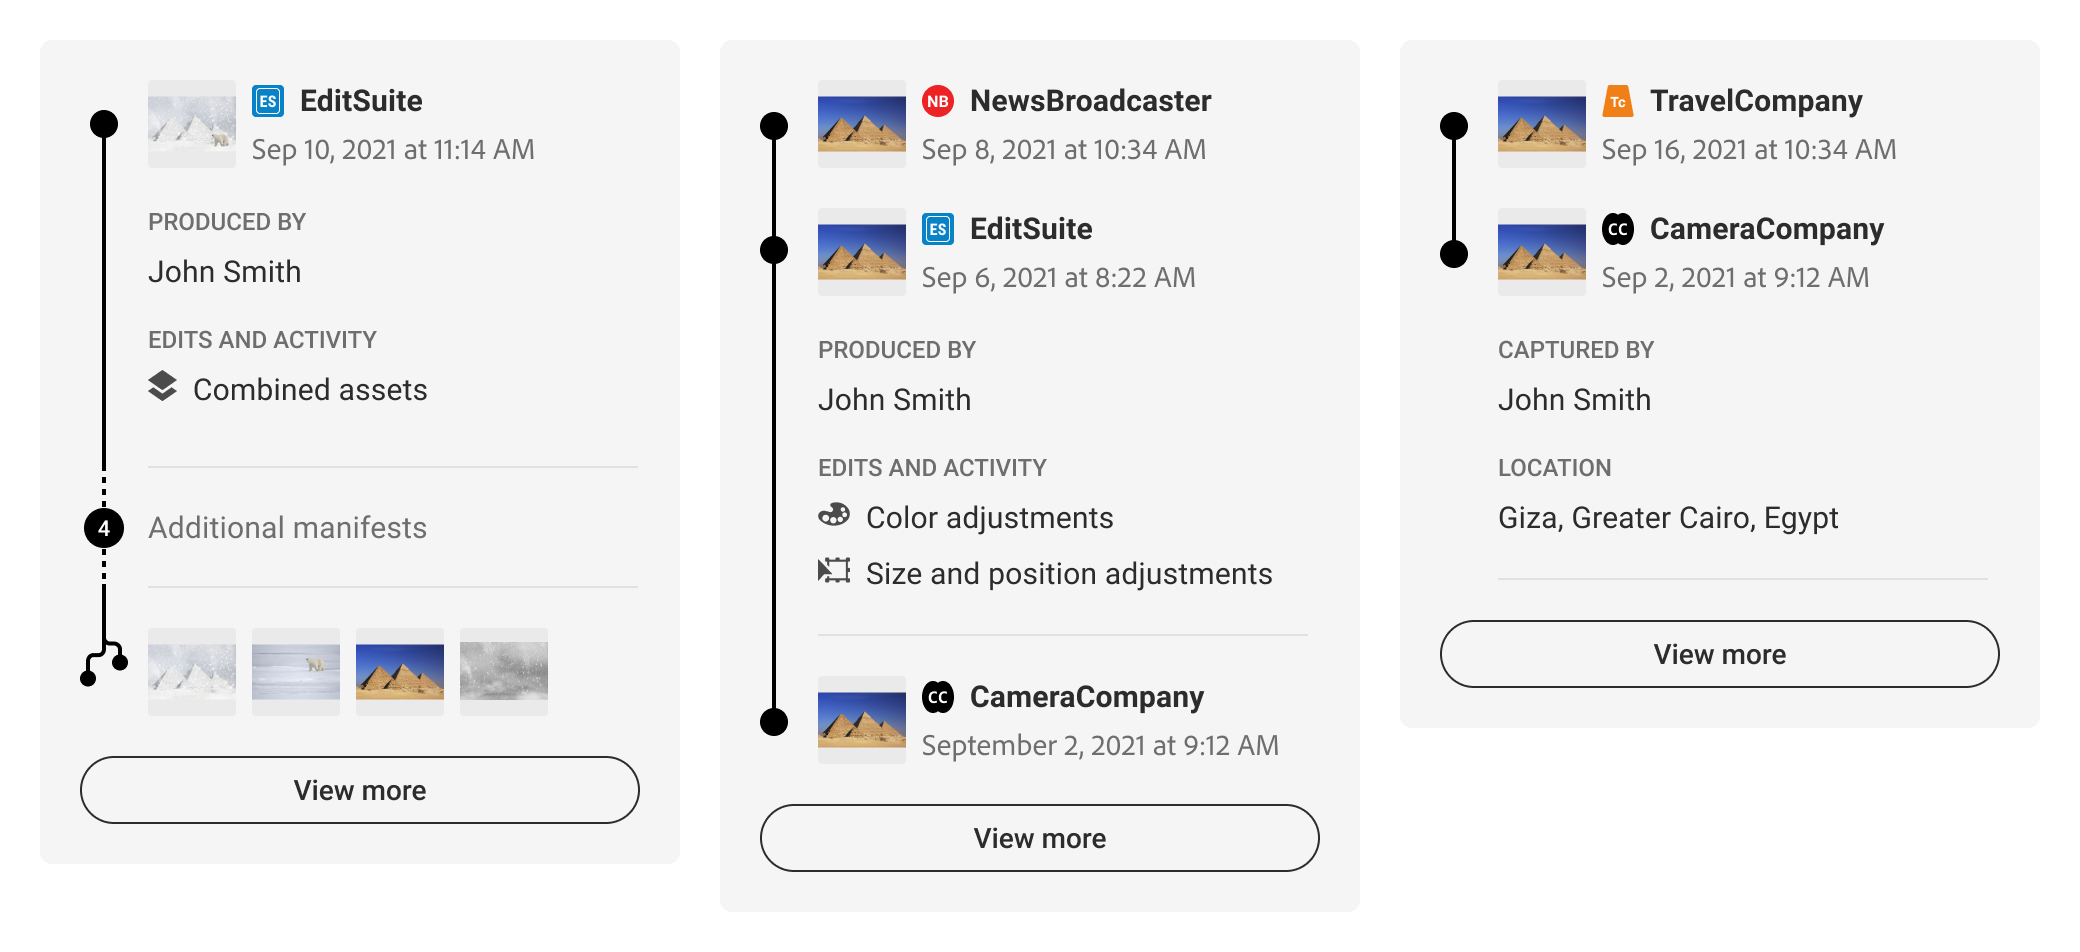 ES EditSuite
Sep 10, 2021 at 11:14 AM
PRODUCED BY
John Smith
EDITS AND ACTIVITY
Combined assets
4 Additional manifests
View more
NB NewsBroadcaster
Sep 8, 2021 at 10:34 AM
ES EditSuite
Sep 6, 2021 at 8:22 AM
PRODUCED BY
John Smith
EDITS AND ACTIVITY
Color adjustments
Size and position adjustments
CC CameraCompany
September 2, 2021 at 9:12 AM
View more
Tc TravelCompany
Sep 16, 2021 at 10:34 AM
CC CameraCompany
Sep 2, 2021 at 9:12 AM
CAPTURED BY
John Smith
LOCATION
Giza, Greater Cairo, Egypt
View more